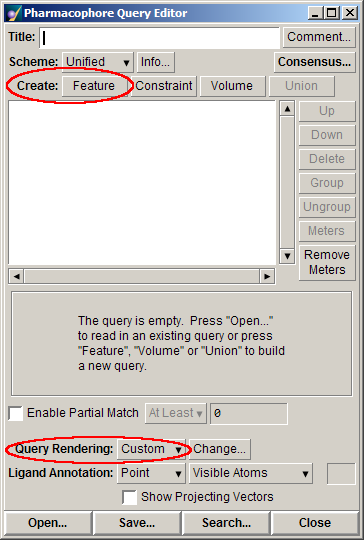 Pharmacophore Query Editor
Title: Comment...
Scheme: Unified Info... Consensus...
Create: Feature Constraint Volume Union
Up
Down
Delete
Group
Ungroup
Meters
Remove
Meters
The query is empty. Press "Open..."
to read in an existing query or press
"Feature", "Volume" or "Union" to build
a new query.
Enable Partial Match At Least 0
Query Rendering: Custom Change...
Ligand Annotation: Point Visible Atoms
Show Projecting Vectors
Open... Save... Search... Close